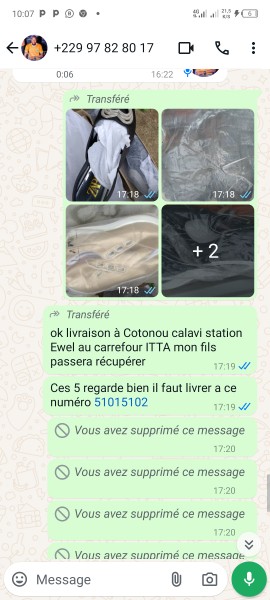 10:07 P P
+229 97 82 80 17
0:06 16:22
Transféré
17:18
17:18
17:18
+ 2
Transféré
ok livraison à Cotonou calavi station
Ewel au carrefour ITTA mon fils
passera récupérer
17:19
Ces 5 regarde bien il faut livrer a ce
numéro 51015102
17:19
Vous avez supprimé ce message
17:20
Vous avez supprimé ce message
17:20
Vous avez supprimé ce message
17:20
Vous avez supprimé ce message
Message